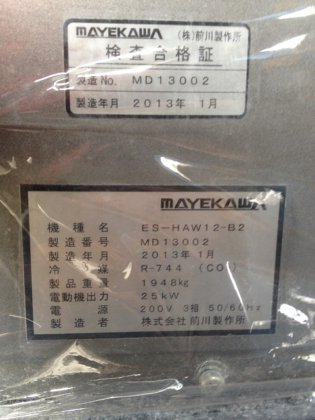 MAYEKAWA (株)前川製作所
検査合格証
製造No. MD13002
製造年月 2013年 1月
MAYEKAWA
機種名 ES-HAW12-B2
製造番号 MD13002
製造年月 2013年 1月
冷媒 R-744 (CO
製品重量 1948kg
電動機出力 25kW
電源 200V 3相 50/60Hz
製造者 株式会社 前川製作所